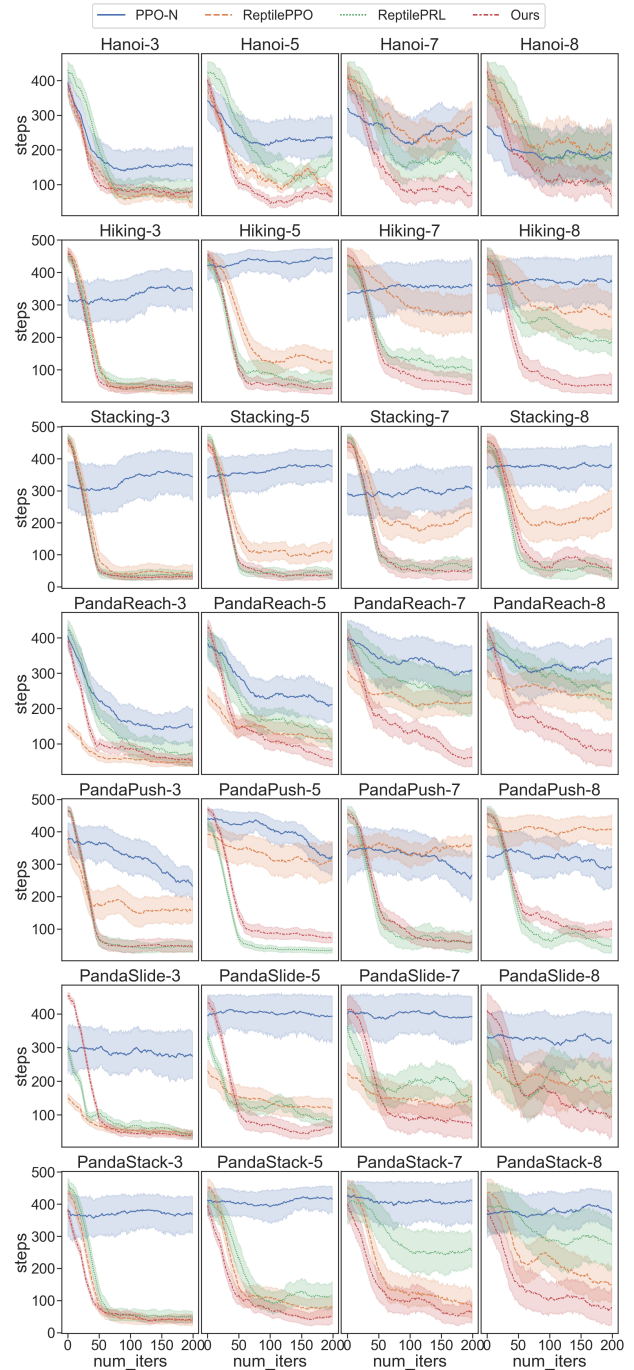 PPO-N ReptilePPO ReptilePRL Ours
Hanoi-3 Hanoi-5 Hanoi-7 Hanoi-8
steps
400
300
200
100
Hiking-3 Hiking-5 Hiking-7 Hiking-8
steps
500
400
300
200
100
Stacking-3 Stacking-5 Stacking-7 Stacking-8
steps
500
400
300
200
100
0
PandaReach-3 PandaReach-5 PandaReach-7 PandaReach-8
steps
400
300
200
100
PandaPush-3 PandaPush-5 PandaPush-7 PandaPush-8
steps
500
400
300
200
100
0
PandaSlide-3 PandaSlide-5 PandaSlide-7 PandaSlide-8
steps
400
300
200
100
PandaStack-3 PandaStack-5 PandaStack-7 PandaStack-8
steps
500
400
300
200
100
0
0 50 100 150 200 0 50 100 150 200 0 50 100 150 200 0 50 100 150 200
num_iters num_iters num_iters num_iters